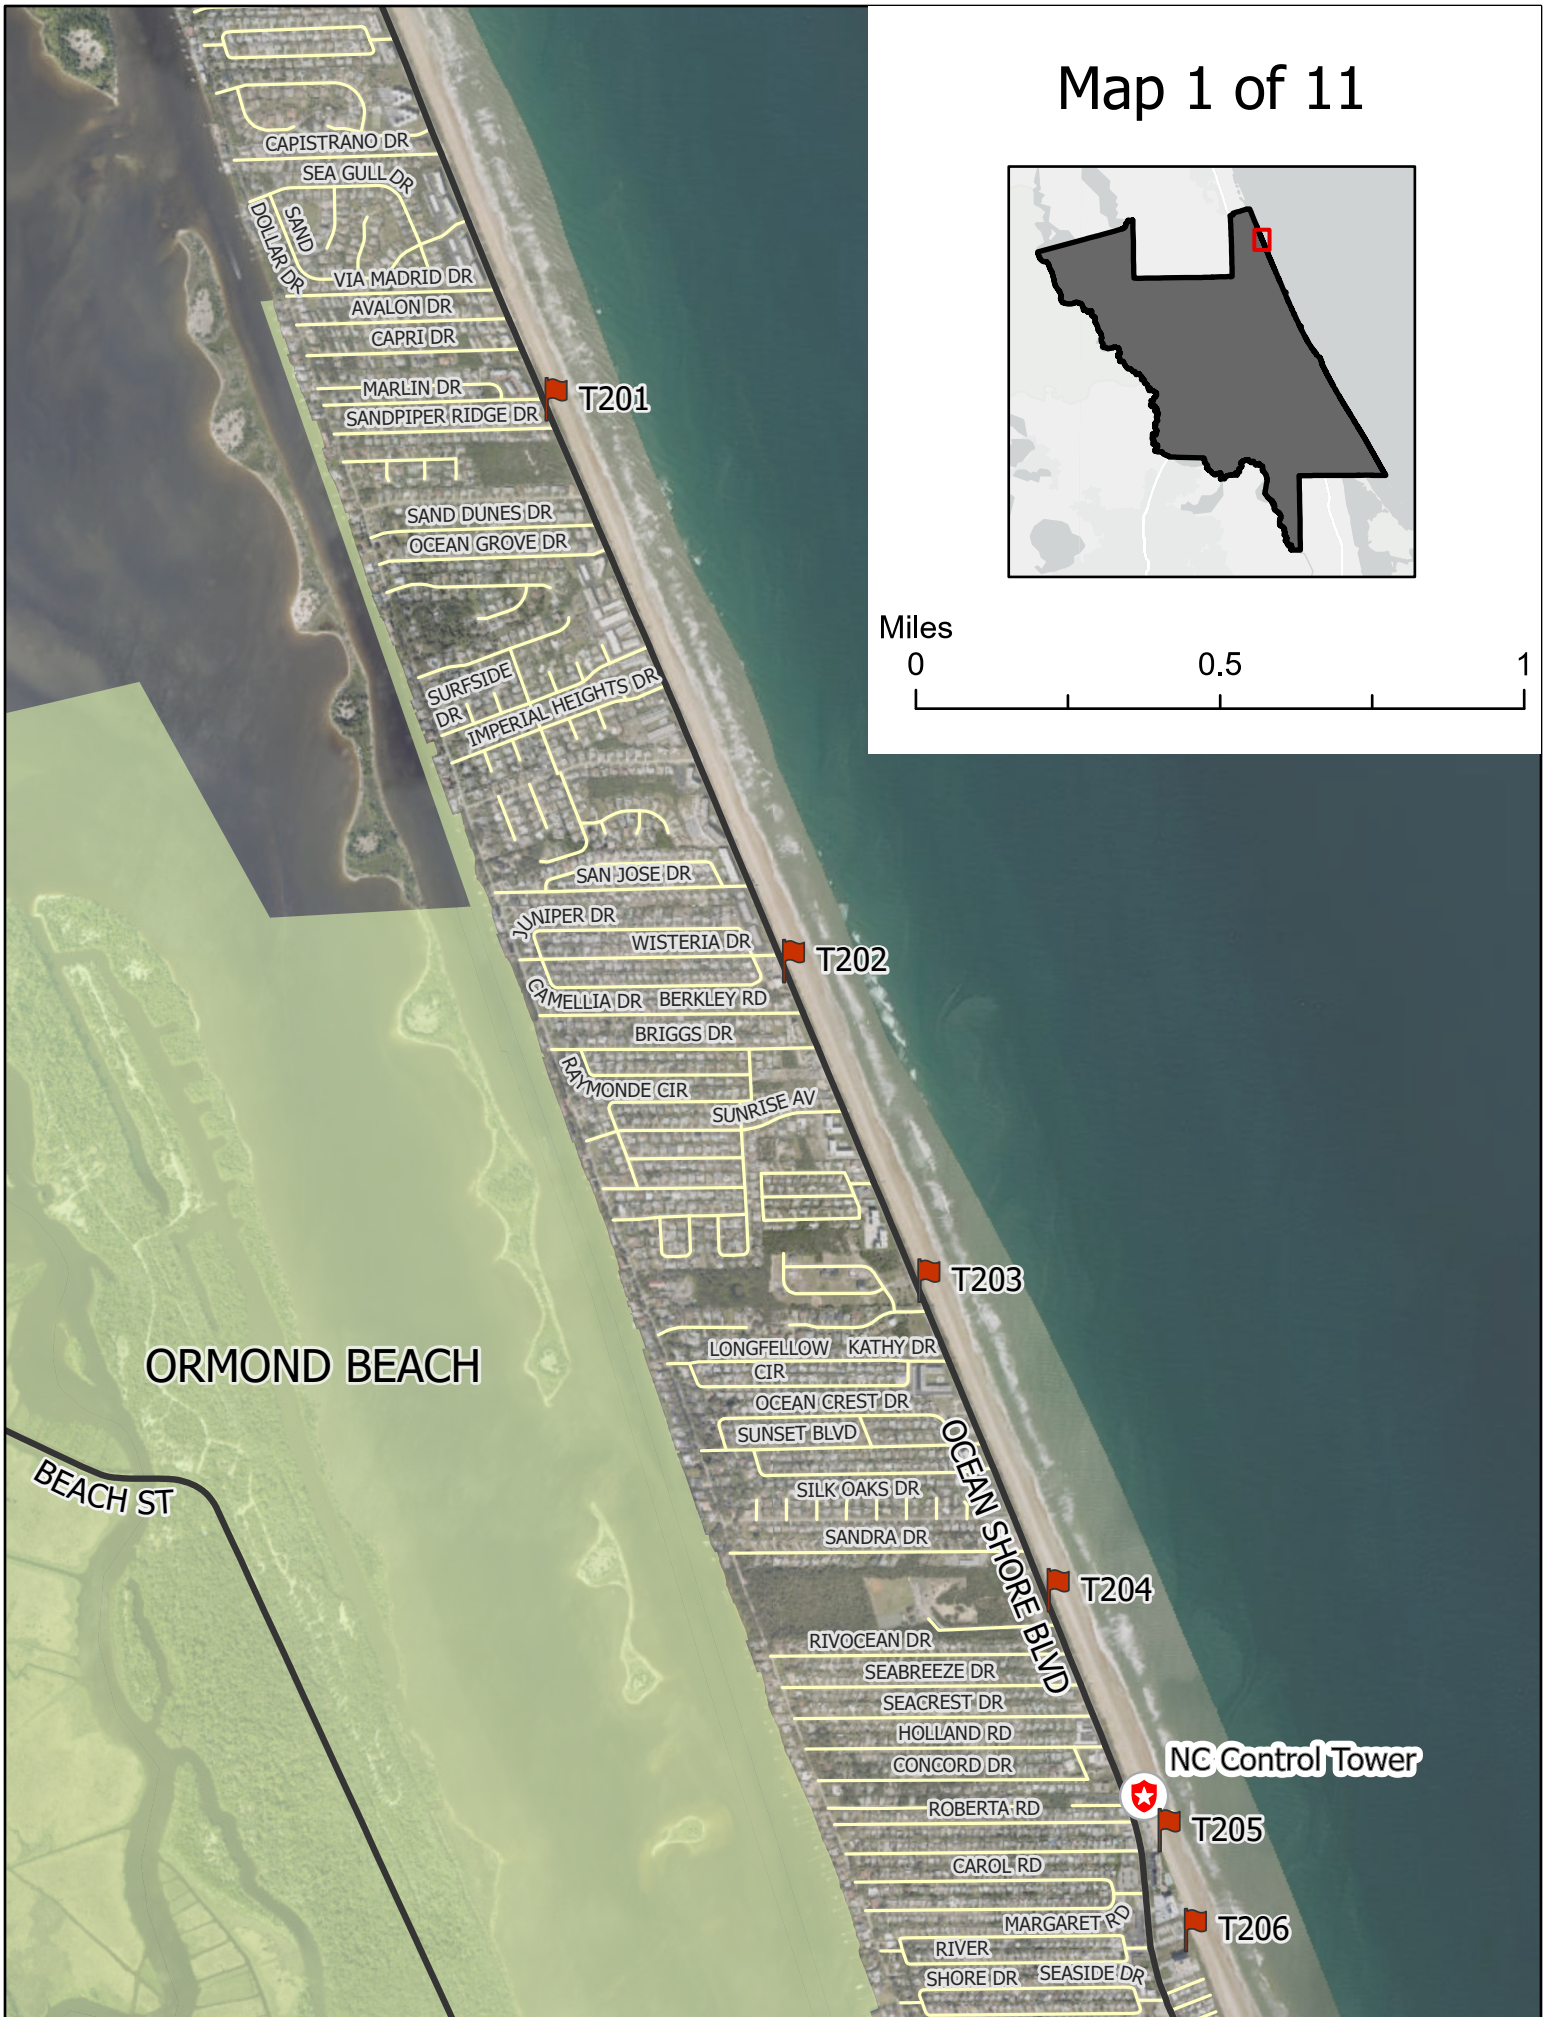 Map 1 of 11
Miles
0 0.5 1
CAPISTRANO DR
SEA GULL DR
SAND
DOLLAR DR
VIA MADRID DR
AVALON DR
CAPRI DR
MARLIN DR
T201
SANDPIPER RIDGE DR
SAND DUNES DR
OCEAN GROVE DR
SURFSIDE
DR
IMPERIAL HEIGHTS DR
SAN JOSE DR
JUNIPER DR
WISTERIA DR
T202
CAMELLIA DR
BERKLEY RD
BRIGGS DR
RAYMONDE CIR
SUNRISE AV
T203
LONGFELLOW
CIR
KATHY DR
ORMOND BEACH
OCEAN CREST DR
SUNSET BLVD
OCEAN SHORE BLVD
BEACH ST
SILK OAKS DR
SANDRA DR
T204
RIVOCEAN DR
SEABREEZE DR
SEACREST DR
HOLLAND RD
CONCORD DR
NC Control Tower
ROBERTA RD
T205
CAROL RD
MARGARET RD
T206
RIVER
SHORE DR
SEASIDE DR